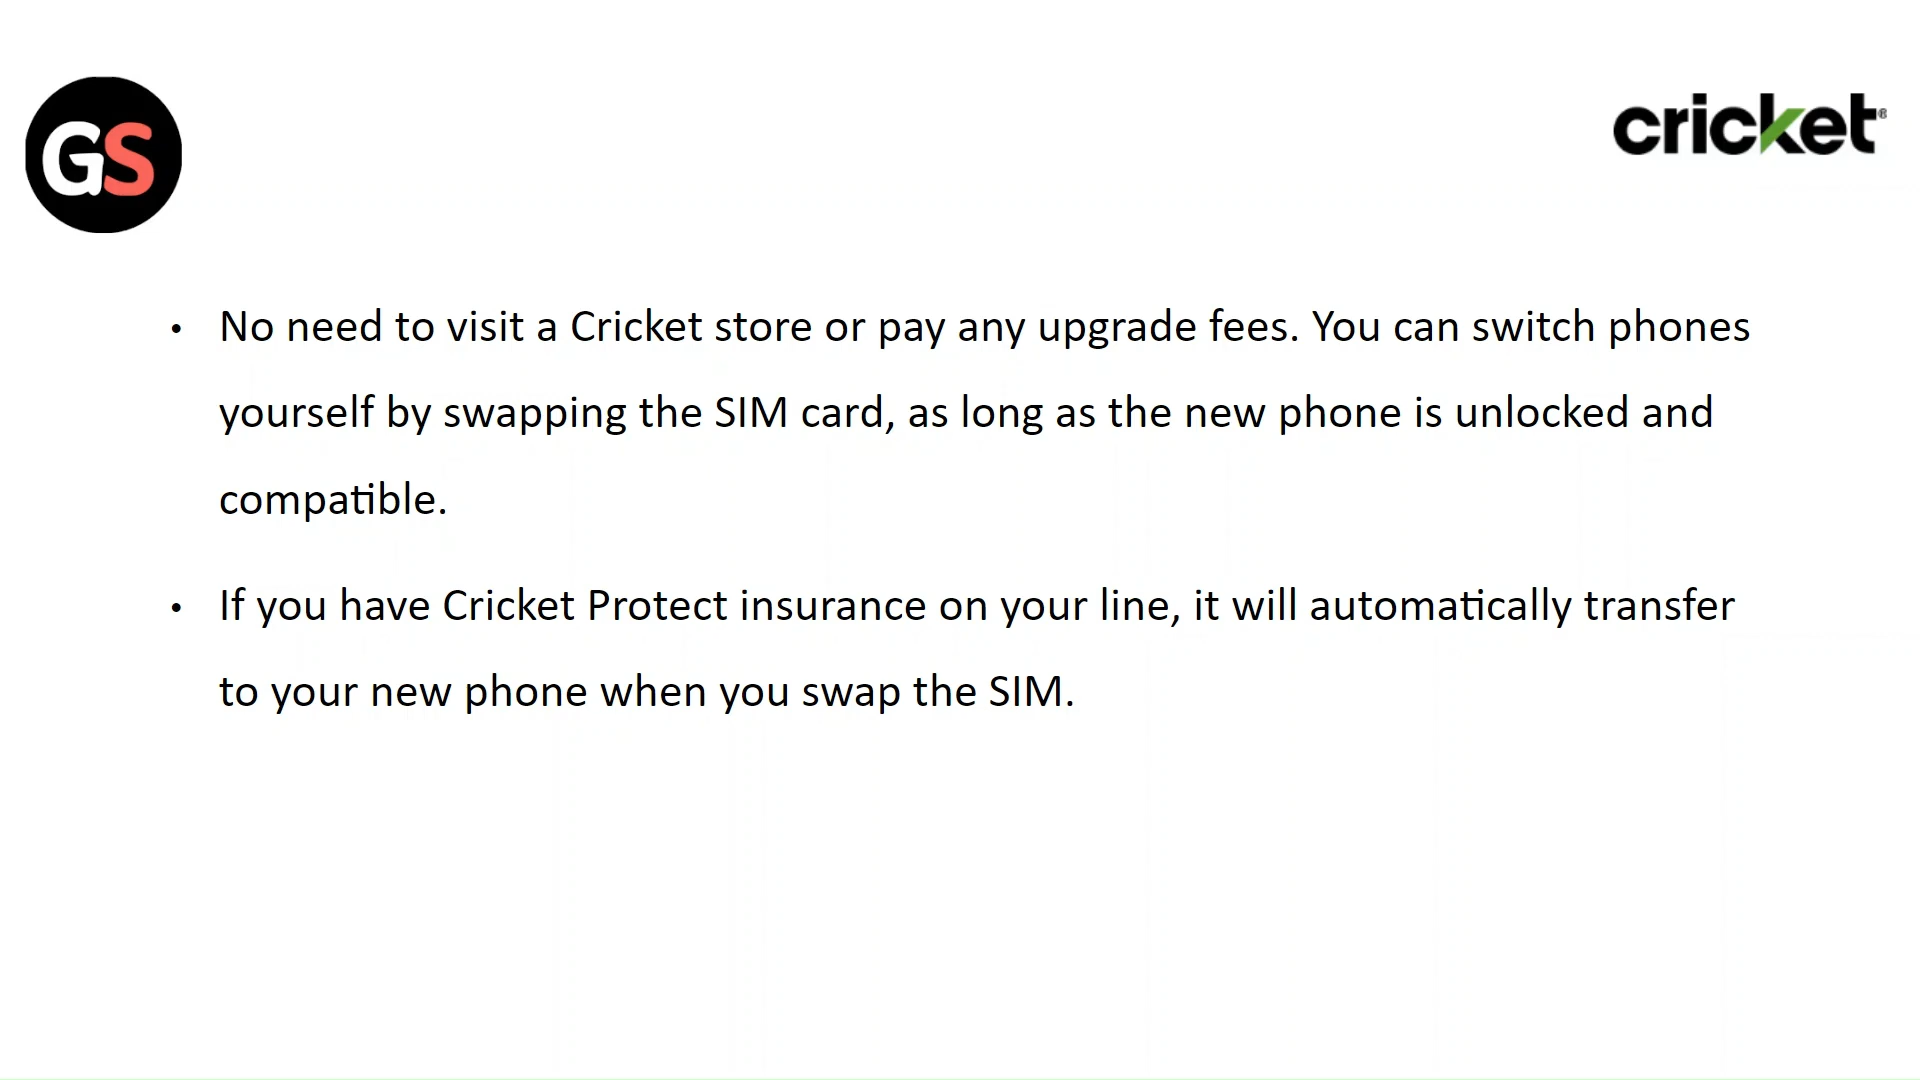 GS
cricket®
• No need to visit a Cricket store or pay any upgrade fees. You can switch phones
yourself by swapping the SIM card, as long as the new phone is unlocked and
compatible.
• If you have Cricket Protect insurance on your line, it will automatically transfer
to your new phone when you swap the SIM.